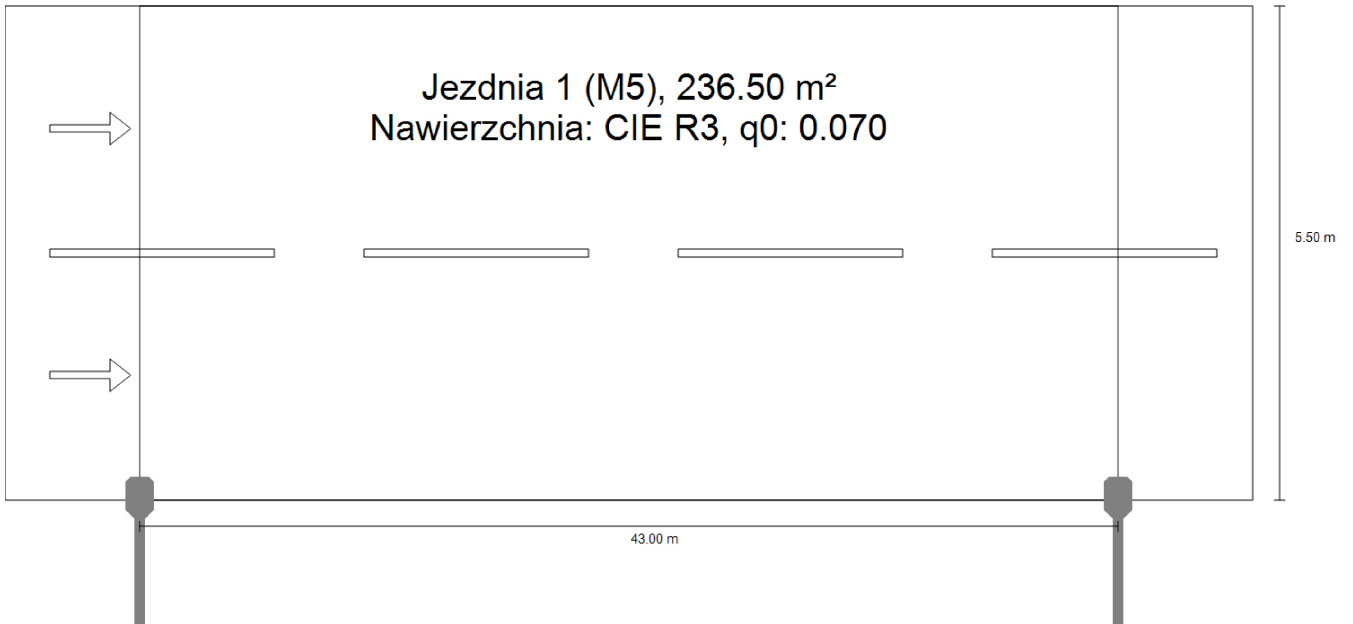 Jezdnia 1 (M5), 236.50 m²
Nawierzchnia: CIE R3, q0: 0.070
5.50 m
43.00 m